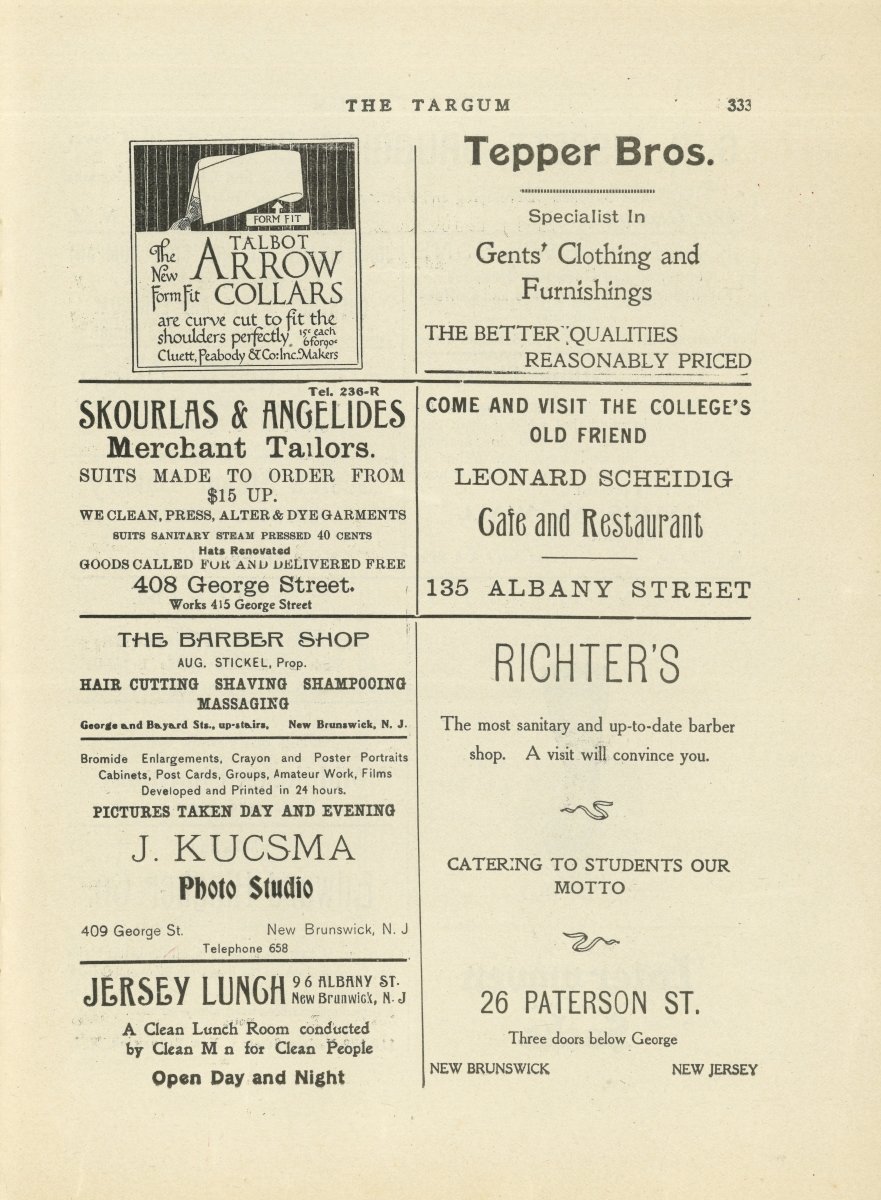 THE TARGUM 333
FORM FIT
The New Form Fit
TALBOT
ARROW
COLLARS
are curve cut to fit the
shoulders perfectly. 15¢ each 6 for 90¢
Cluett, Peabody & Co: Inc. Makers
Tepper Bros.
Specialist In
Gents' Clothing and
Furnishings
THE BETTER QUALITIES
REASONABLY PRICED
Tel. 236-R
SKOURLAS & ANGELIDES
Merchant Tailors.
SUITS MADE TO ORDER FROM
$15 UP.
WE CLEAN, PRESS, ALTER & DYE GARMENTS
SUITS SANITARY STEAM PRESSED 40 CENTS
Hats Renovated
GOODS CALLED FOR AND DELIVERED FREE
408 George Street.
Works 415 George Street
COME AND VISIT THE COLLEGE'S
OLD FRIEND
LEONARD SCHEIDIG
Cafe and Restaurant
135 ALBANY STREET
THE BARBER SHOP
AUG. STICKEL, Prop.
HAIR CUTTING SHAVING SHAMPOOING
MASSAGING
George and Bayard Sts., up-stairs, New Brunswick, N. J.
Bromide Enlargements, Crayon and Poster Portraits
Cabinets, Post Cards, Groups, Amateur Work, Films
Developed and Printed in 24 hours.
PICTURES TAKEN DAY AND EVENING
J. KUCSMA
Photo Studio
409 George St. New Brunswick, N. J
Telephone 658
JERSEY LUNCH 96 ALBANY ST.
New Brunwick, N. J
A Clean Lunch Room conducted
by Clean M n for Clean People
Open Day and Night
RICHTER'S
The most sanitary and up-to-date barber
shop. A visit will convince you.
CATERING TO STUDENTS OUR
MOTTO
26 PATERSON ST.
Three doors below George
NEW BRUNSWICK NEW JERSEY